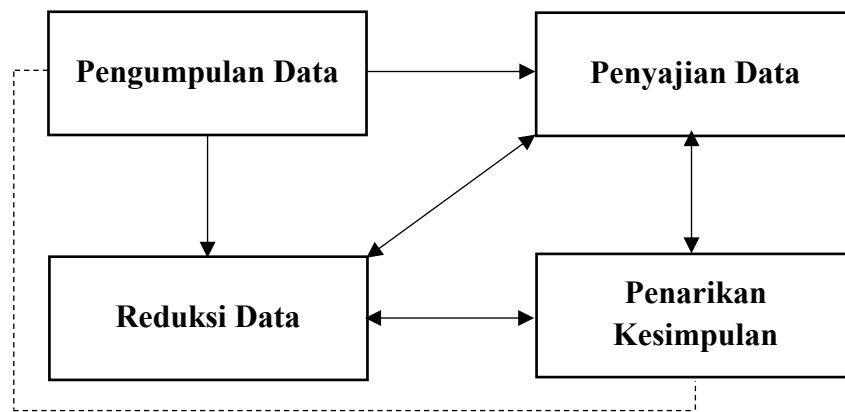 Pengumpulan Data
Penyajian Data
Reduksi Data
Penarikan
Kesimpulan